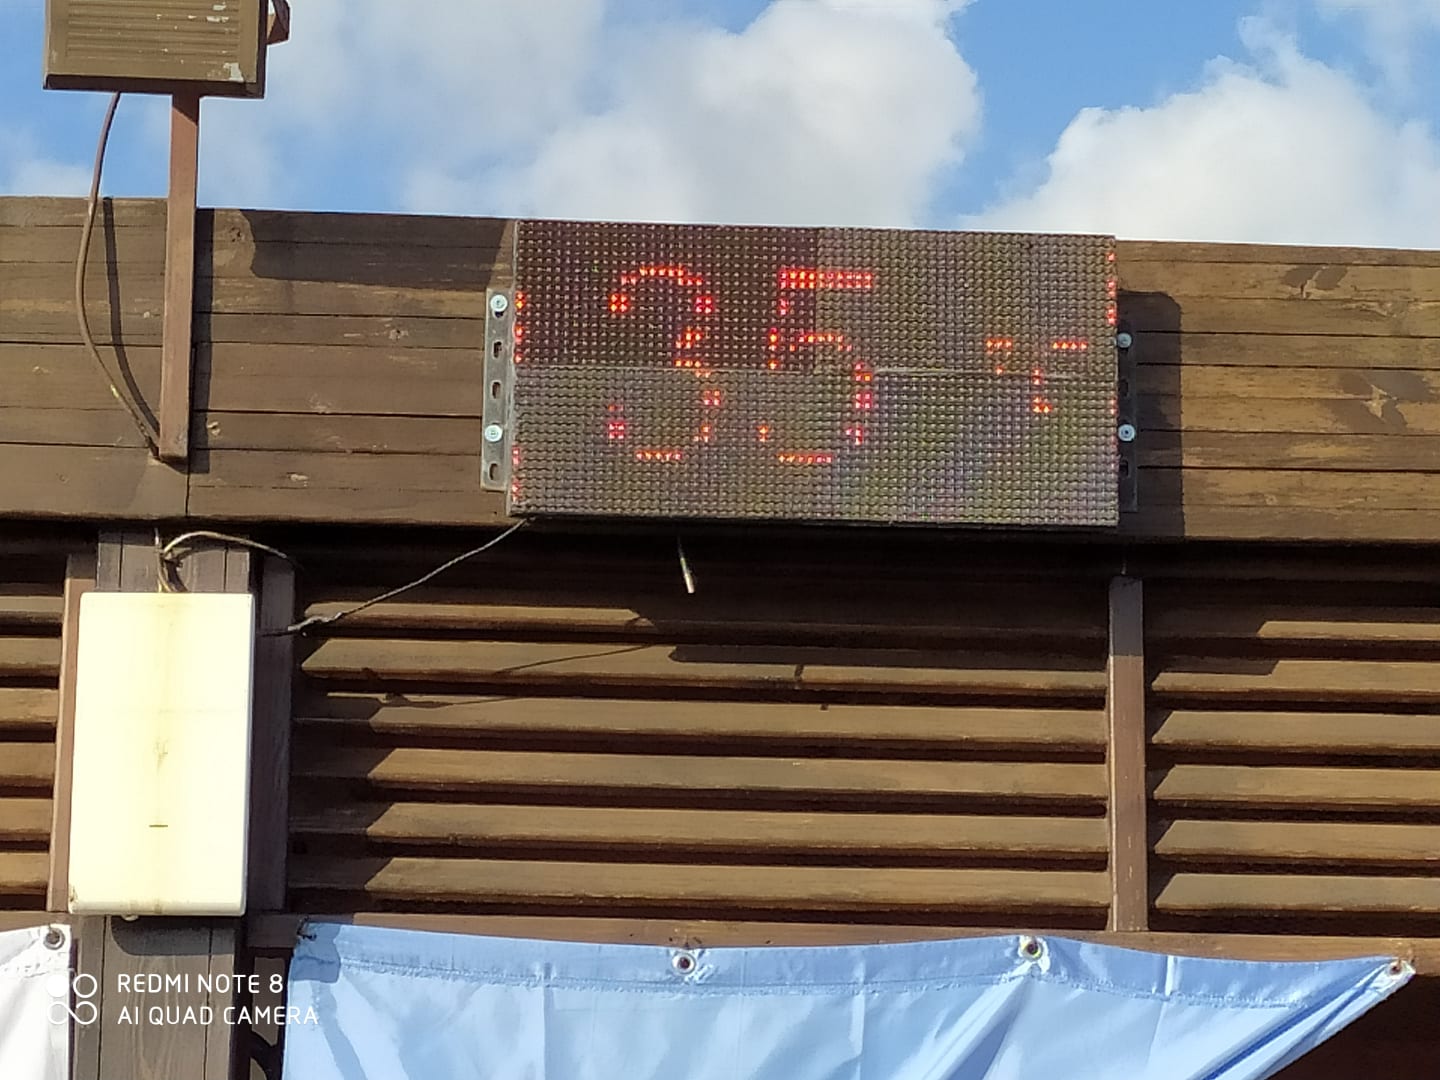 35 °C
REDMI NOTE 8
AI QUAD CAMERA